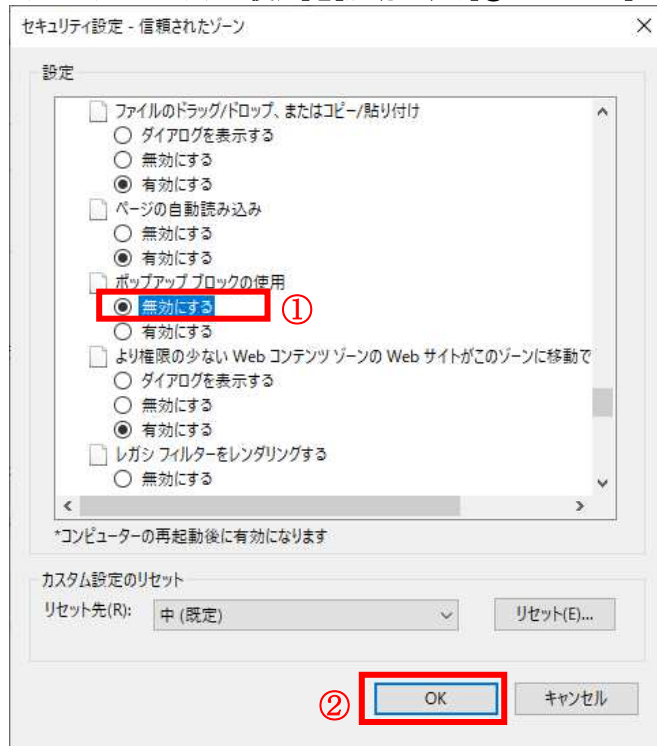 セキュリティ設定 - 信頼されたゾーン
設定
ファイルのドラッグ/ドロップ、またはコピー/貼り付け
ダイアログを表示する
無効にする
有効にする
ページの自動読み込み
無効にする
有効にする
ポップアップ ブロックの使用
無効にする
①
有効にする
より権限の少ない Web コンテンツ ゾーンの Web サイトがこのゾーンに移動で
ダイアログを表示する
無効にする
有効にする
レガシ フィルターをレンダリングする
無効にする
*コンピューターの再起動後に有効になります
カスタム設定のリセット
リセット先(R): 中 (既定) リセット(E)...
② OK キャンセル